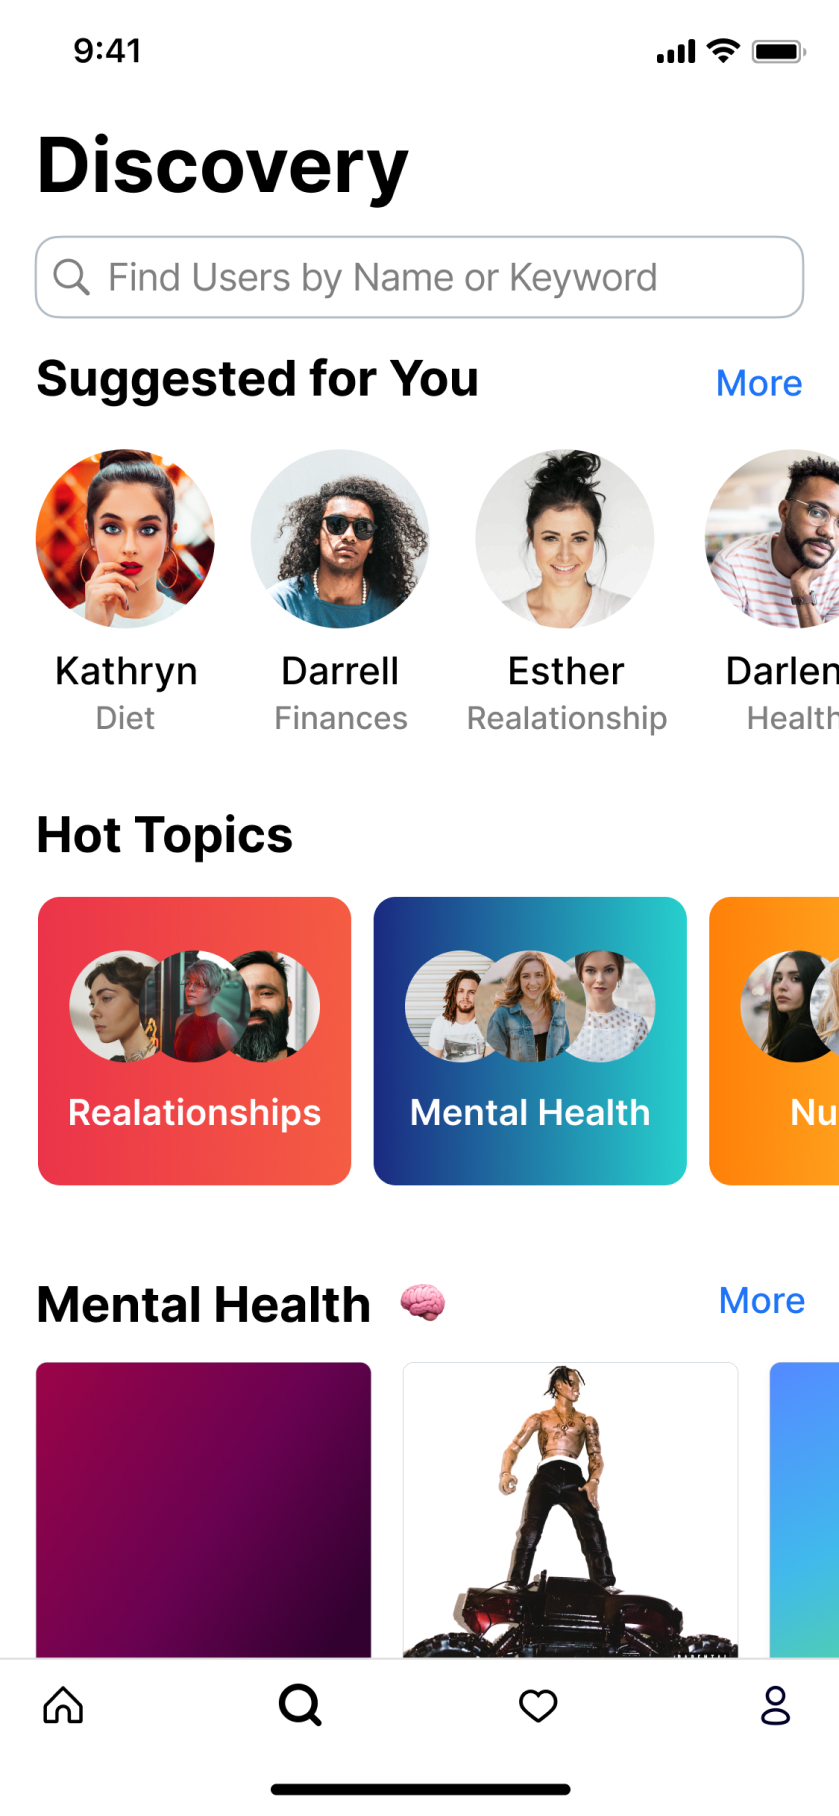 9:41
Discovery
Find Users by Name or Keyword
Suggested for You More
Kathryn Darrell Esther Darlen
Diet Finances Realationship Health
Hot Topics
Realationships Mental Health Nu
Mental Health 🧠 More